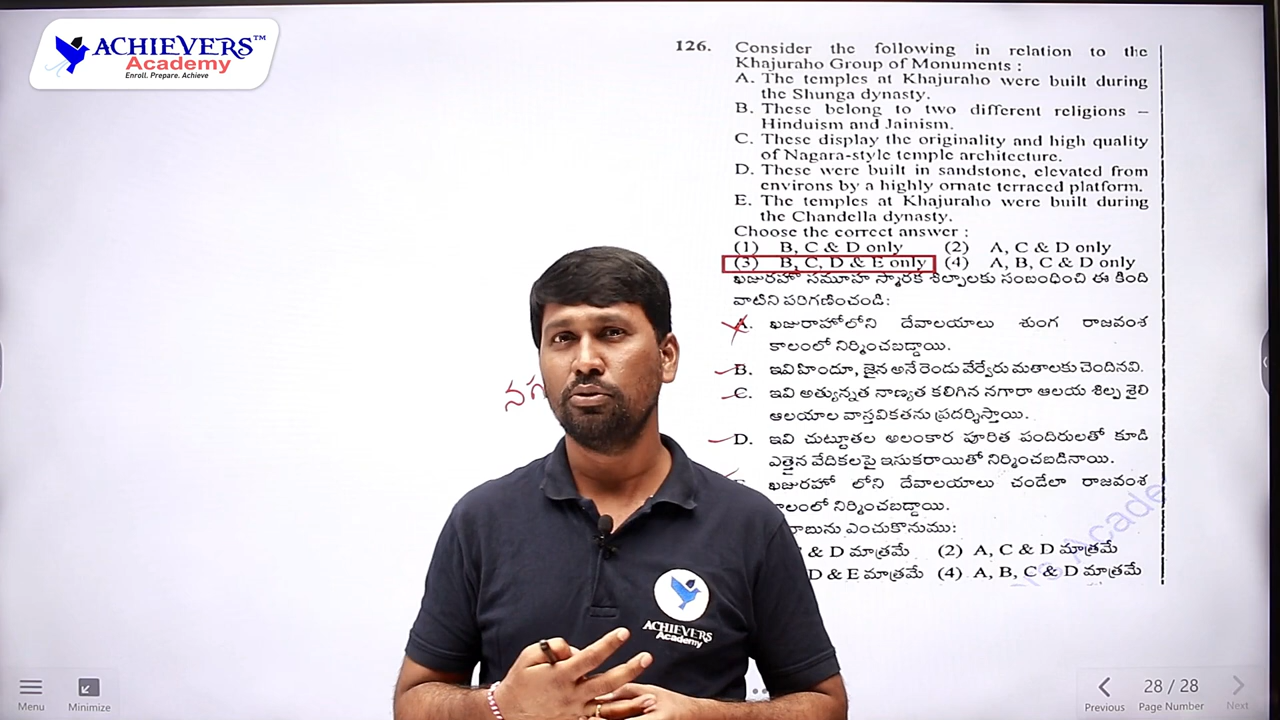 ACHIEVERS™
Academy
Enroll. Prepare. Achieve
126. Consider the following in relation to the
Khajuraho Group of Monuments :
A. The temples at Khajuraho were built during
the Shunga dynasty.
B. These belong to two different religions –
Hinduism and Jainism.
C. These display the originality and high quality
of Nagara-style temple architecture.
D. These were built in sandstone, elevated from
environs by a highly ornate terraced platform.
E. The temples at Khajuraho were built during
the Chandella dynasty.
Choose the correct answer :
(1) B, C & D only (2) A, C & D only
(3) B, C, D & E only (4) A, B, C & D only
ఖజురహో సమూహ స్మారక శిల్పాలకు సంబంధించి ఈ కింది
వాటిని పరిగణించండి:
A. ఖజురాహోలోని దేవాలయాలు శుంగ రాజవంశ
కాలంలో నిర్మించబడ్డాయి.
B. ఇవి హిందూ, జైన అనే రెండు వేర్వేరు మతాలకు చెందినవి.
C. ఇవి అత్యున్నత నాణ్యత కలిగిన నగారా ఆలయ శిల్ప శైలి
ఆలయాల వాస్తవికతను ప్రదర్శిస్తాయి.
నగ
D. ఇవి చుట్టూతల అలంకార పూరిత పందిరులతో కూడి
ఎత్తైన వేదికలపై ఇసుకరాయితో నిర్మించబడినాయి.
ఖజురహో లోని దేవాలయాలు చందేలా రాజవంశ
కాలంలో నిర్మించబడ్డాయి.
ఎంచుకొనుము:
& D మాత్రమే (2) A, C & D మాత్రమే
D & E మాత్రమే (4) A, B, C & D మాత్రమే
ACHIEVERS
Academy
Menu
Minimize
Previous
28 / 28
Page Number
Next